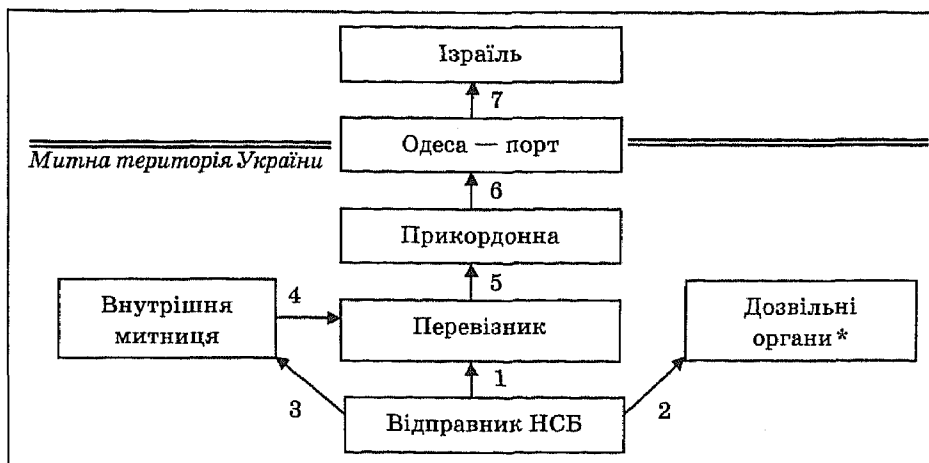 Ізраїль
7
Одеса — порт
Митна територія України
6
Прикордонна
5
Внутрішня
митниця
4
Перевізник
Дозвільні
органи*
1
3
2
Відправник НСБ